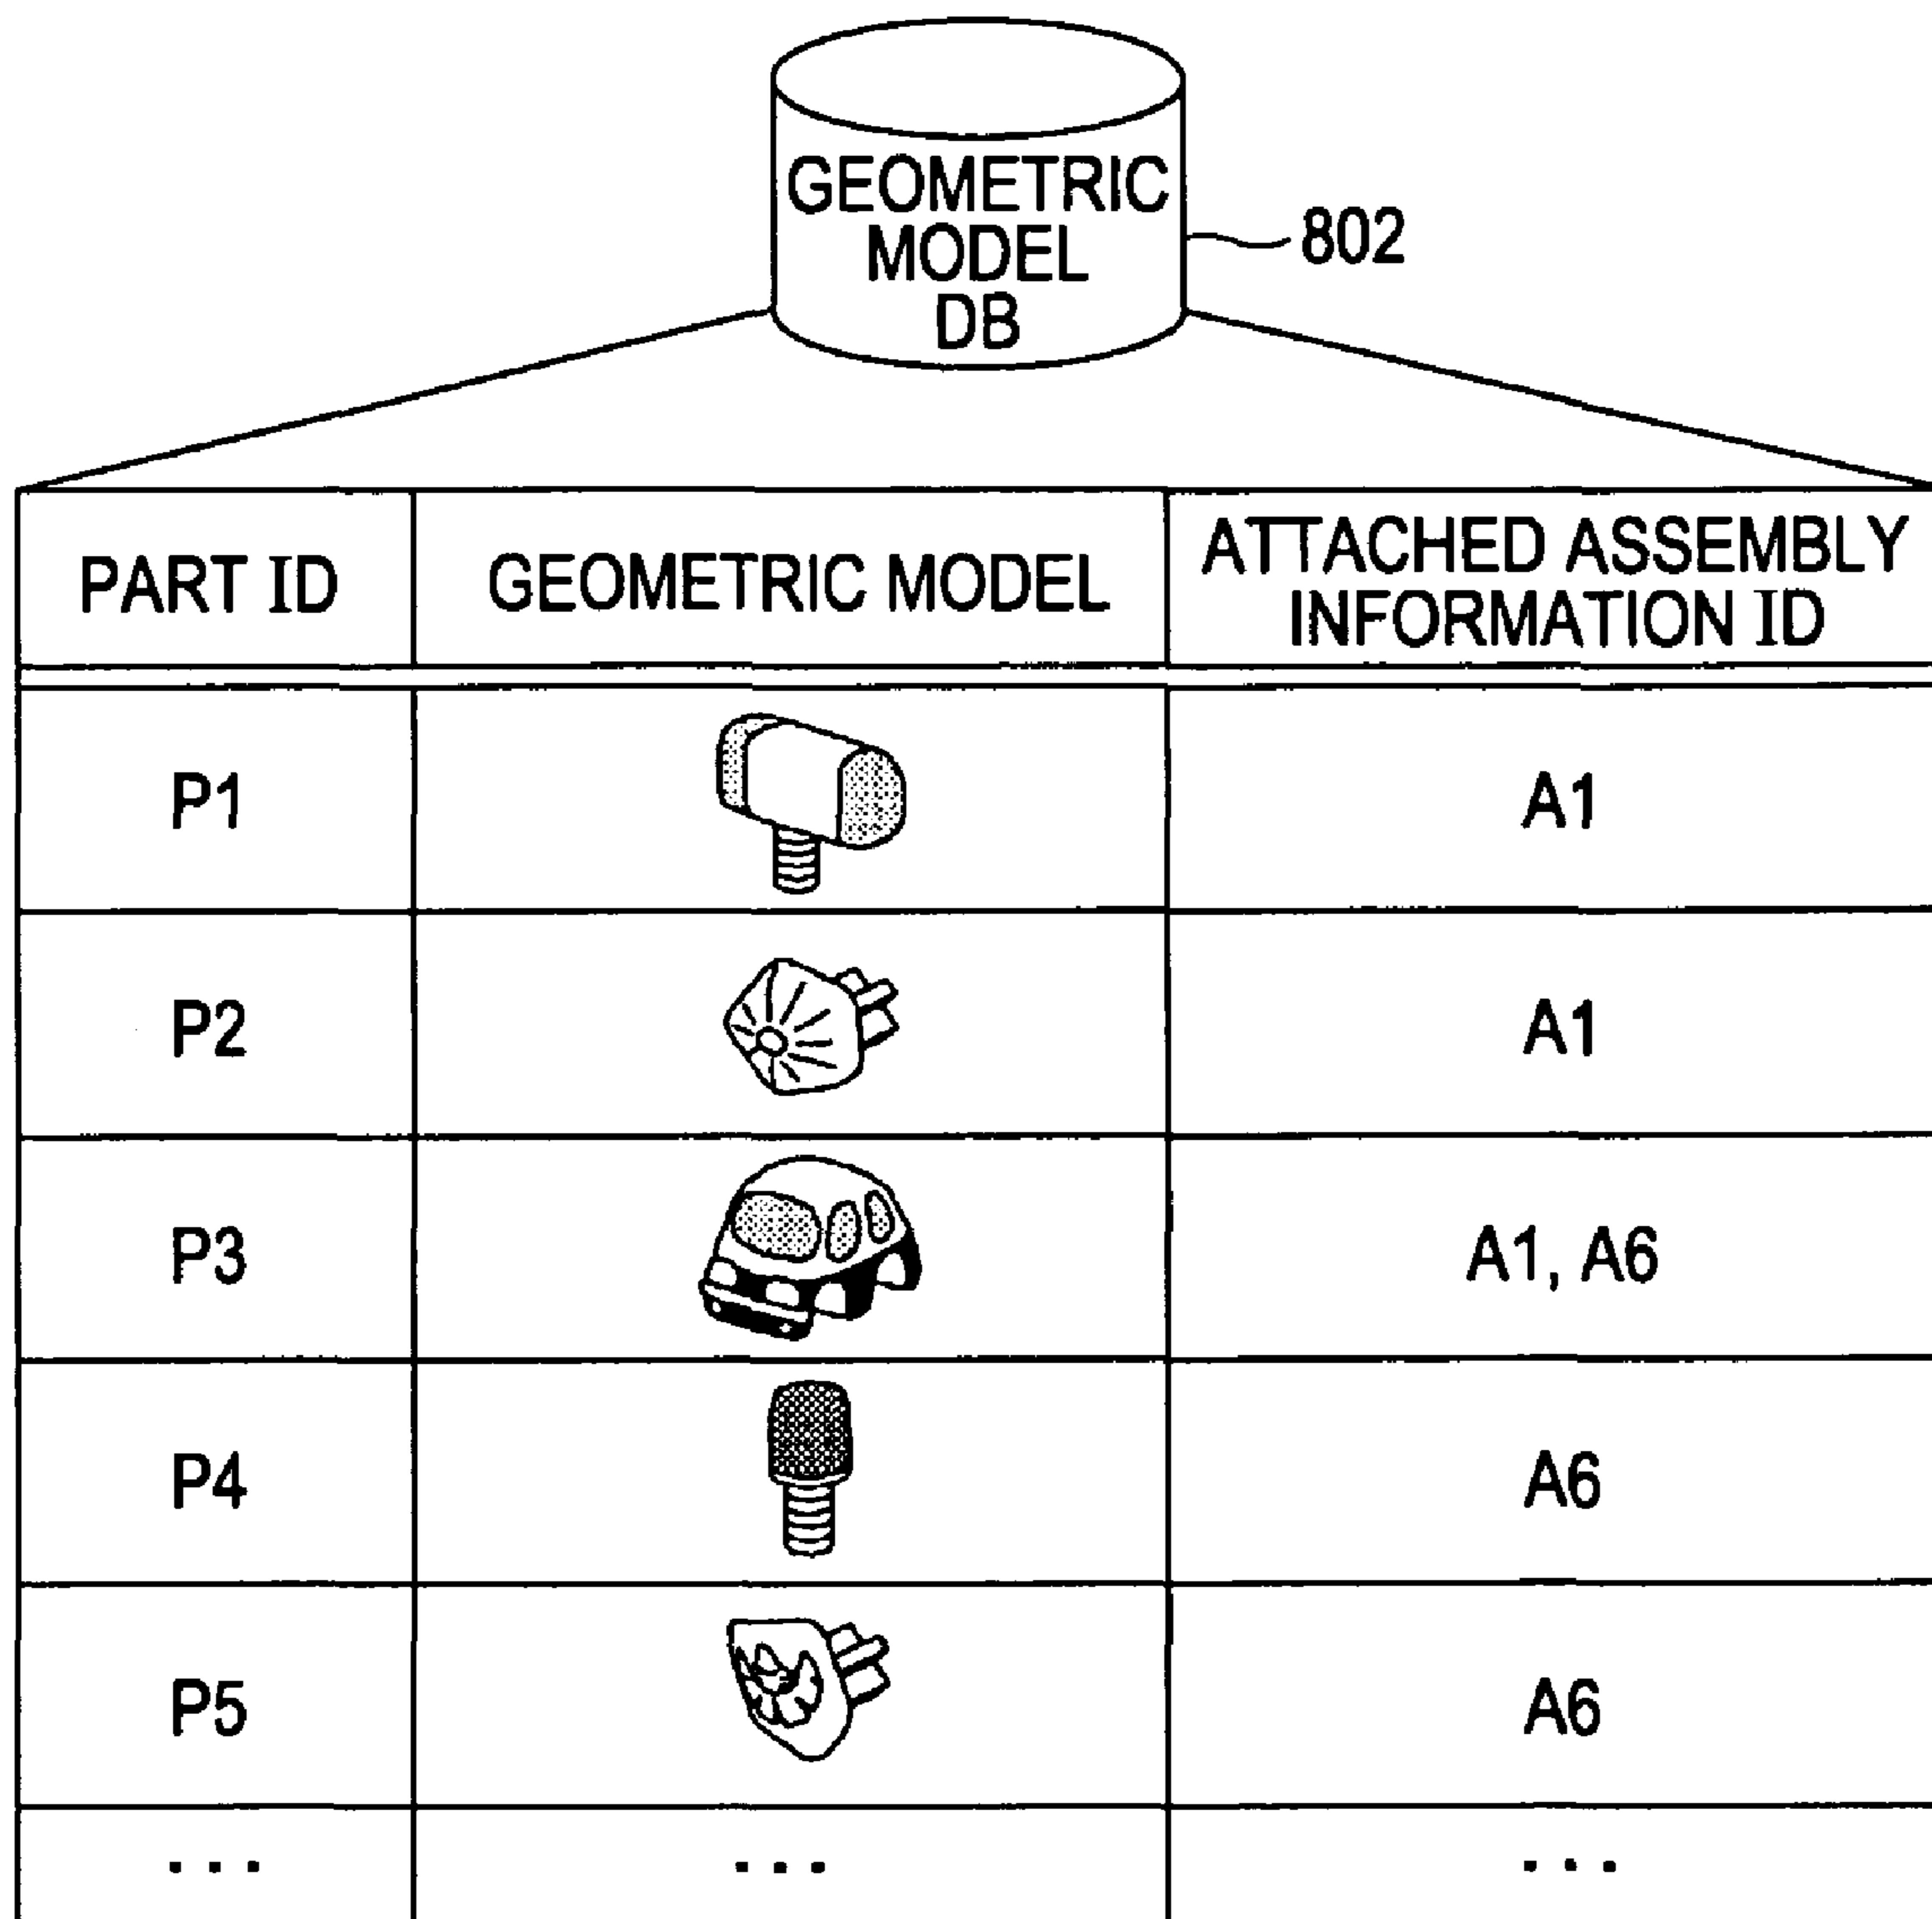 GEOMETRIC
MODEL
DB
802
PART ID
GEOMETRIC MODEL
ATTACHED ASSEMBLY
INFORMATION ID
P1
A1
P2
A1
P3
A1, A6
P4
A6
P5
A6
... ... ...